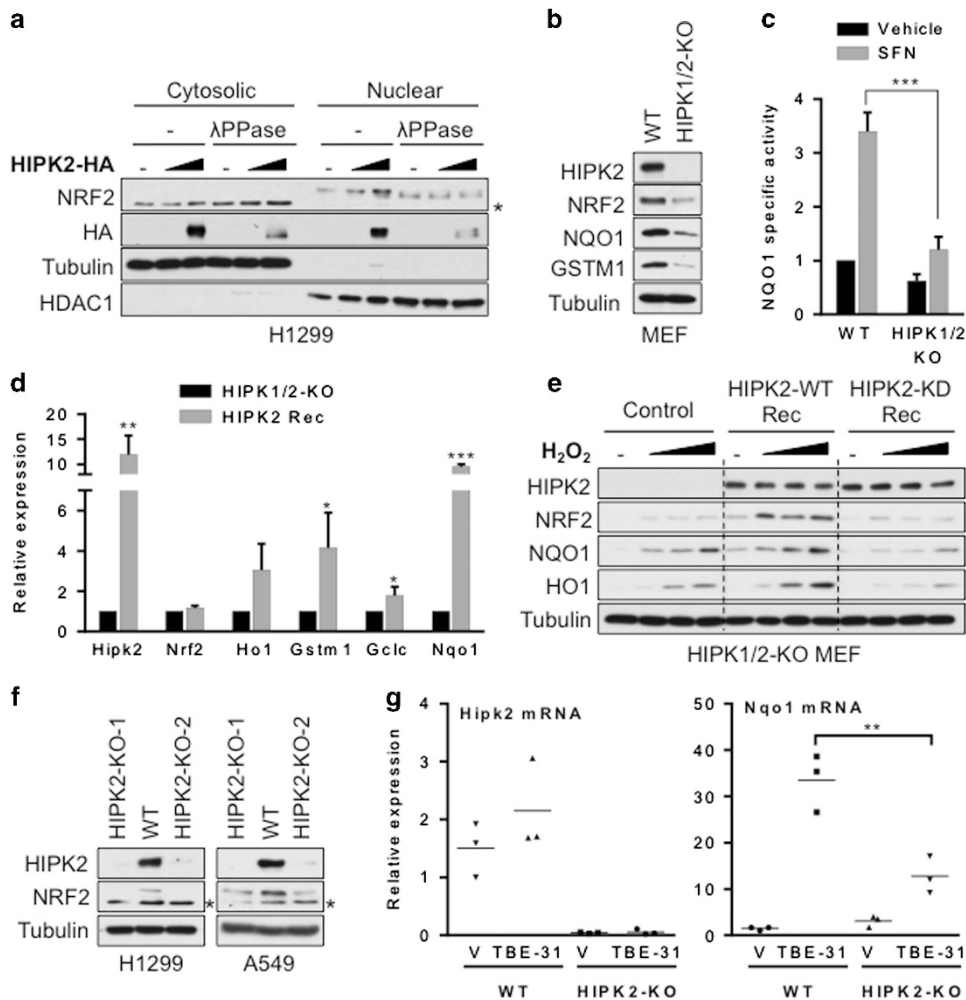 a
Cytosolic Nuclear
- λPPase - λPPase
HIPK2-HA - - - -
NRF2
*
HA
Tubulin
HDAC1
H1299
b
WT
HIPK1/2-KO
HIPK2
NRF2
NQO1
GSTM1
Tubulin
MEF
c
Vehicle
SFN
***
NQO1 specific activity
4
3
2
1
0
WT HIPK1/2
KO
d
HIPK1/2-KO
HIPK2 Rec
Relative expression
20
15
10
6
4
2
0
** * * ***
Hipk2 Nrf2 Ho1 Gstm1 Gclc Nqo1
e
Control HIPK2-WT HIPK2-KD
Rec Rec
H2O2 - - -
HIPK2
NRF2
NQO1
HO1
Tubulin
HIPK1/2-KO MEF
f
HIPK2-KO-1
WT
HIPK2-KO-2
HIPK2-KO-1
WT
HIPK2-KO-2
HIPK2
NRF2 * *
Tubulin
H1299 A549
g
Hipk2 mRNA
Relative expression
4
3
2
1
0
V TBE-31 V TBE-31
WT HIPK2-KO
Nqo1 mRNA
**
50
40
30
20
10
0
V TBE-31 V TBE-31
WT HIPK2-KO